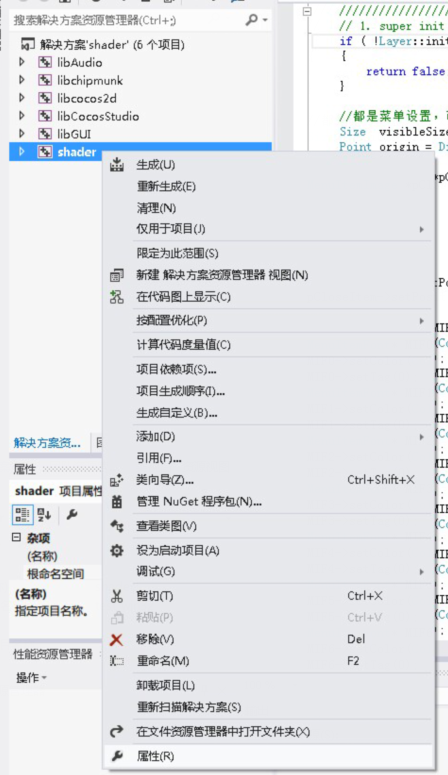 搜索解决方案资源管理器(Ctrl+;)
解决方案'shader' (6 个项目)
libAudio
libchipmunk
libcocos2d
libCocosStudio
libGUI
shader
////////////////
// 1. super init
if ( !Layer::init
{
return false
}
//都是菜单设置，
Size visibleSize
Point origin = Di
生成(U)
重新生成(E)
清理(N)
仅用于项目(J)
限定为此范围(S)
新建 解决方案资源管理器 视图(N)
在代码图上显示(C)
按配置优化(P)
计算代码度量值(C)
项目依赖项(S)...
项目生成顺序(I)...
生成自定义(B)...
添加(D)
引用(F)...
类向导(Z)... Ctrl+Shift+X
管理 NuGet 程序包(N)...
查看类图(V)
设为启动项目(A)
调试(G)
剪切(T) Ctrl+X
粘贴(P) Ctrl+V
移除(V) Del
重命名(M) F2
卸载项目(L)
重新扫描解决方案(S)
在文件资源管理器中打开文件夹(X)
属性(R)
解决方案资...
属性
shader 项目属性
杂项
(名称)
根命名空间
(名称)
指定项目名称。
性能资源管理器
操作